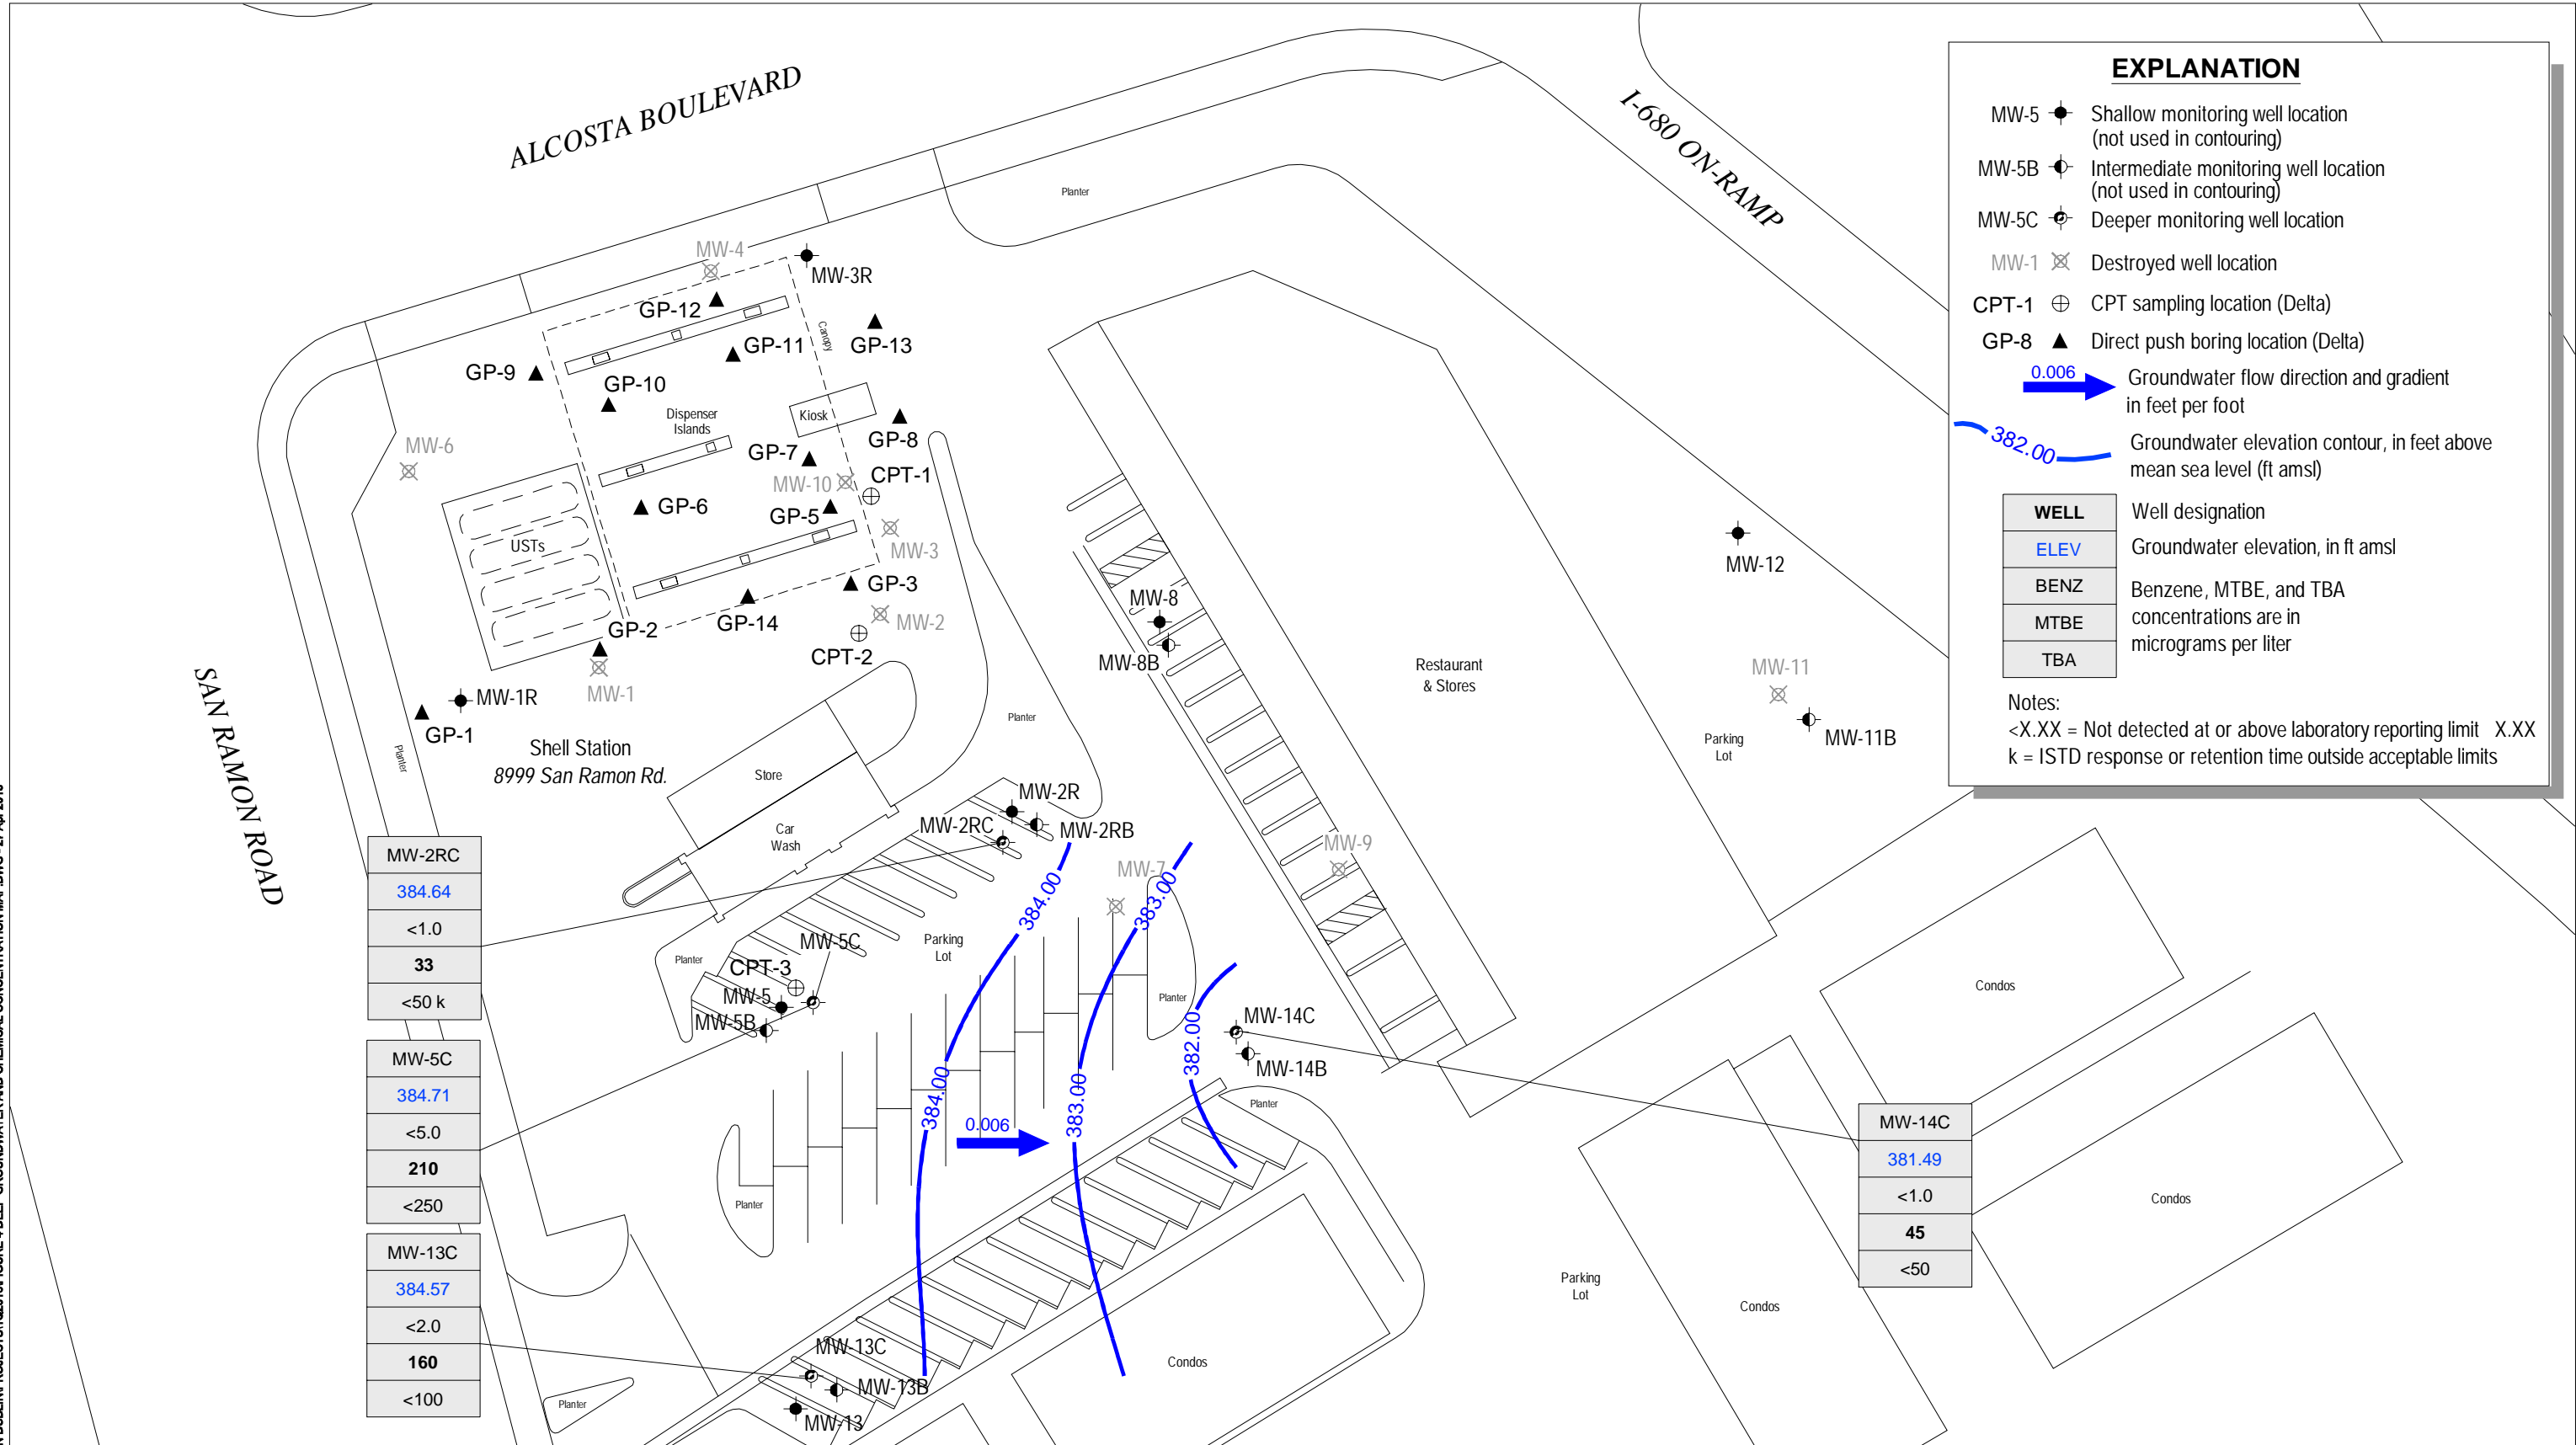 ALCOSTA BOULEVARD
I-680 ON-RAMP
SAN RAMON ROAD
EXPLANATION
MW-5 Shallow monitoring well location
(not used in contouring)
MW-5B Intermediate monitoring well location
(not used in contouring)
MW-5C Deeper monitoring well location
MW-1 Destroyed well location
CPT-1 CPT sampling location (Delta)
GP-8 Direct push boring location (Delta)
0.006 Groundwater flow direction and gradient
in feet per foot
382.00 Groundwater elevation contour, in feet above
mean sea level (ft amsl)
WELL Well designation
ELEV Groundwater elevation, in ft amsl
BENZ Benzene, MTBE, and TBA
MTBE concentrations are in
TBA micrograms per liter
Notes:
<X.XX = Not detected at or above laboratory reporting limit X.XX
k = ISTD response or retention time outside acceptable limits
Planter
MW-4
MW-3R
GP-12
GP-11
Canopy
GP-13
GP-9
GP-10
Dispenser
Islands
Kiosk
GP-8
MW-6
GP-7
CPT-1
MW-10
GP-6
GP-5
USTs
MW-3
GP-3
GP-14
MW-2
GP-2
CPT-2
MW-1
MW-1R
GP-1
Planter
Shell Station
8999 San Ramon Rd.
Store
Car
Wash
Planter
MW-8
MW-8B
Restaurant
& Stores
MW-12
MW-11
MW-11B
Parking
Lot
MW-2R
MW-2RC
MW-2RB
MW-7
MW-9
384.00
383.00
Parking
Lot
MW-5C
Planter
CPT-3
MW-5
MW-5B
Planter
382.00
MW-14C
MW-14B
Planter
384.00
383.00
0.006
Planter
MW-2RC
384.64
<1.0
33
<50 k
MW-5C
384.71
<5.0
210
<250
MW-13C
384.57
<2.0
160
<100
MW-14C
381.49
<1.0
45
<50
Condos
Condos
Condos
Parking
Lot
Condos
MW-13C
MW-13B
MW-13
Planter